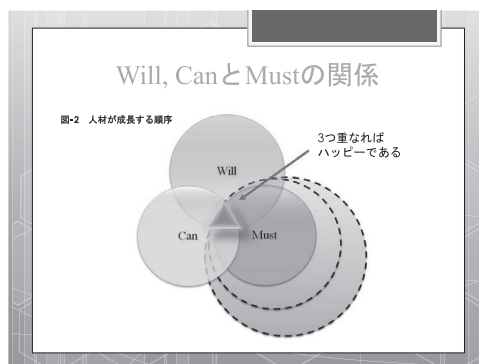 Will, CanとMustの関係
図-2　人材が成長する順序
3つ重なれば
ハッピーである
Will
Can
Must